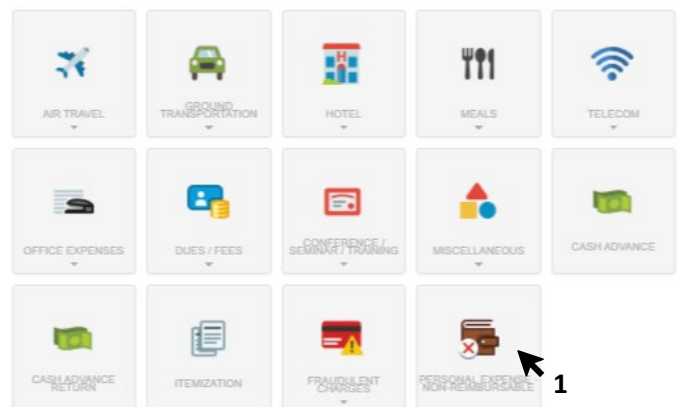 AIR TRAVEL
GROUND
TRANSPORTATION
HOTEL
MEALS
TELECOM
OFFICE EXPENSES
DUES / FEES
CONFERENCE /
SEMINAR / TRAINING
MISCELLANEOUS
CASH ADVANCE
CASH ADVANCE
RETURN
ITEMIZATION
FRAUDULENT
CHARGES
PERSONAL EXPENSE -
NON-REIMBURSABLE
1